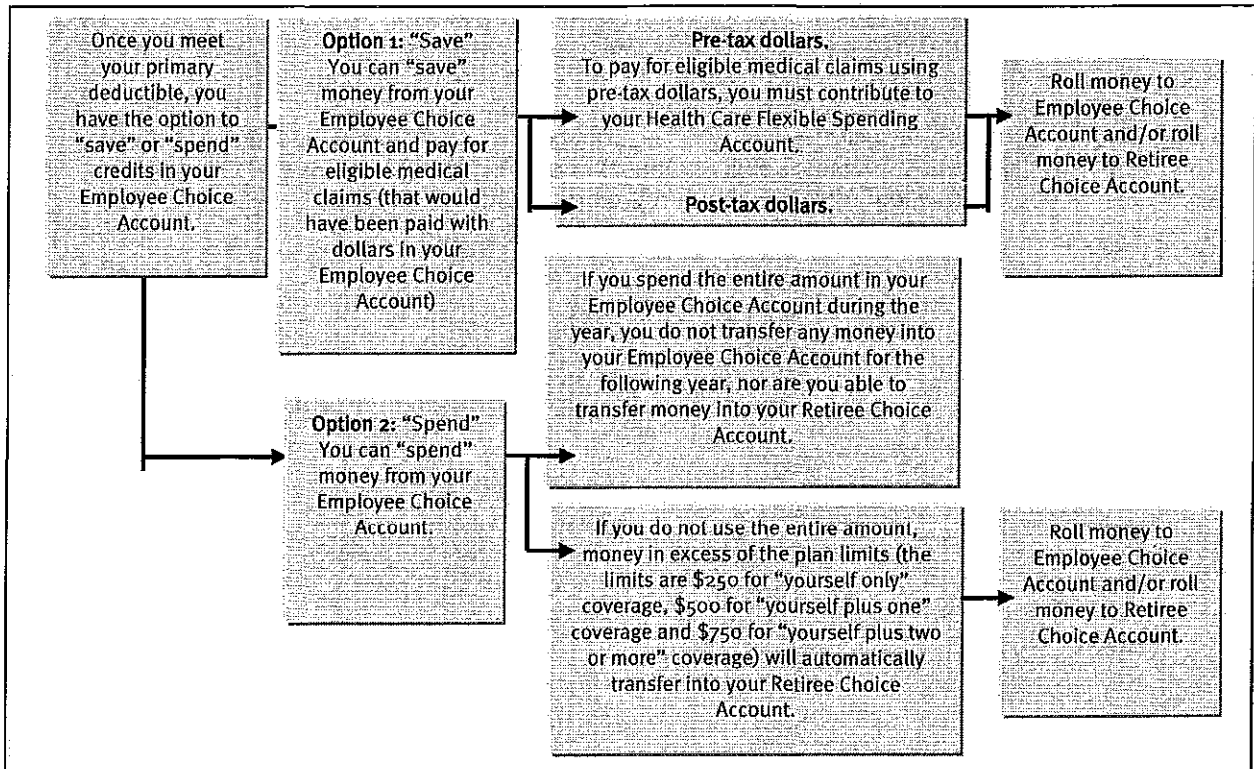 Once you meet
your primary
deductible, you
have the option to
"save" or "spend"
credits in your
Employee Choice
Account.
Option 1: "Save"
You can "save"
money from your
Employee Choice
Account and pay for
eligible medical
claims (that would
have been paid with
dollars in your
Employee Choice
Account)
Pre-tax dollars.
To pay for eligible medical claims using
pre-tax dollars, you must contribute to
your Health Care Flexible Spending
Account.
Post-tax dollars.
Roll money to
Employee Choice
Account and/or roll
money to Retiree
Choice Account.
Option 2: "Spend"
You can "spend"
money from your
Employee Choice
Account.
If you spend the entire amount in your
Employee Choice Account during the
year, you do not transfer any money into
your Employee Choice Account for the
following year, nor are you able to
transfer money into your Retiree Choice
Account.
If you do not use the entire amount,
money in excess of the plan limits (the
limits are $250 for "yourself only"
coverage, $500 for "yourself plus one"
coverage and $750 for "yourself plus two
or more" coverage) will automatically
transfer into your Retiree Choice
Account.
Roll money to
Employee Choice
Account and/or roll
money to Retiree
Choice Account.